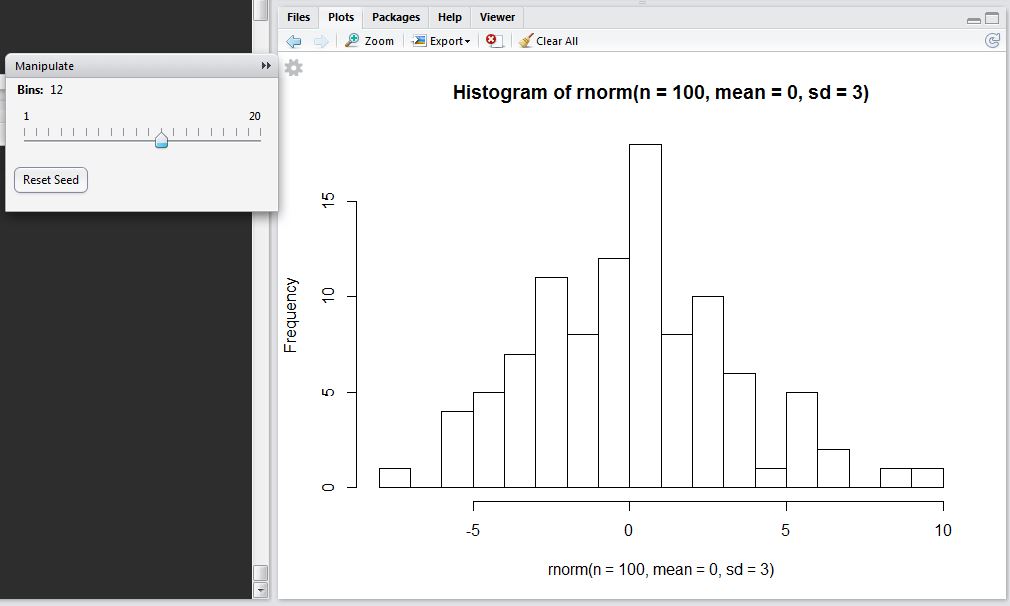 Files Plots Packages Help Viewer
Zoom Export Clear All
Manipulate
Bins: 12
1 20
Reset Seed
Histogram of rnorm(n = 100, mean = 0, sd = 3)
Frequency
15
10
5
0
-5 0 5 10
rnorm(n = 100, mean = 0, sd = 3)